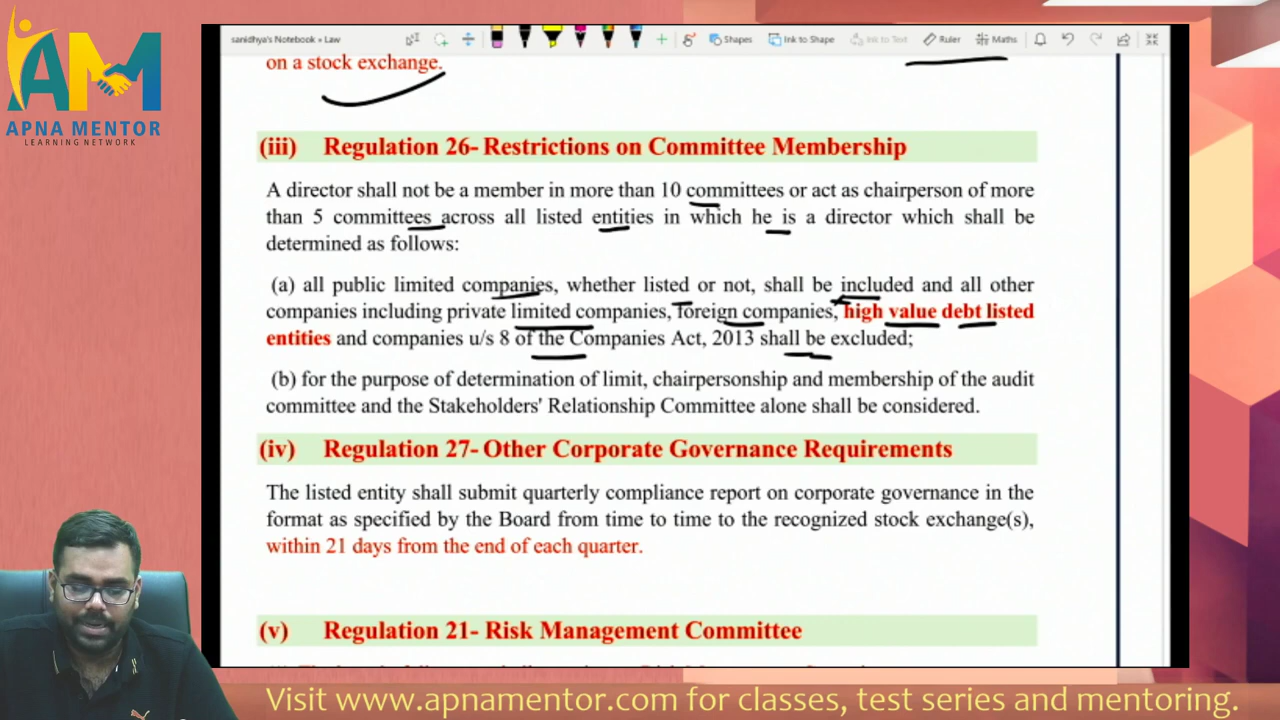 AM
APNA MENTOR
LEARNING NETWORK
sanidhya's Notebook » Law
Shapes
Ink to Shape
Ink to Text
Ruler
Maths
on a stock exchange.
(iii) Regulation 26- Restrictions on Committee Membership
A director shall not be a member in more than 10 committees or act as chairperson of more
than 5 committees across all listed entities in which he is a director which shall be
determined as follows:
(a) all public limited companies, whether listed or not, shall be included and all other
companies including private limited companies, foreign companies, high value debt listed
entities and companies u/s 8 of the Companies Act, 2013 shall be excluded;
(b) for the purpose of determination of limit, chairpersonship and membership of the audit
committee and the Stakeholders' Relationship Committee alone shall be considered.
(iv) Regulation 27- Other Corporate Governance Requirements
The listed entity shall submit quarterly compliance report on corporate governance in the
format as specified by the Board from time to time to the recognized stock exchange(s),
within 21 days from the end of each quarter.
(v) Regulation 21- Risk Management Committee
Visit www.apnamentor.com for classes, test series and mentoring.